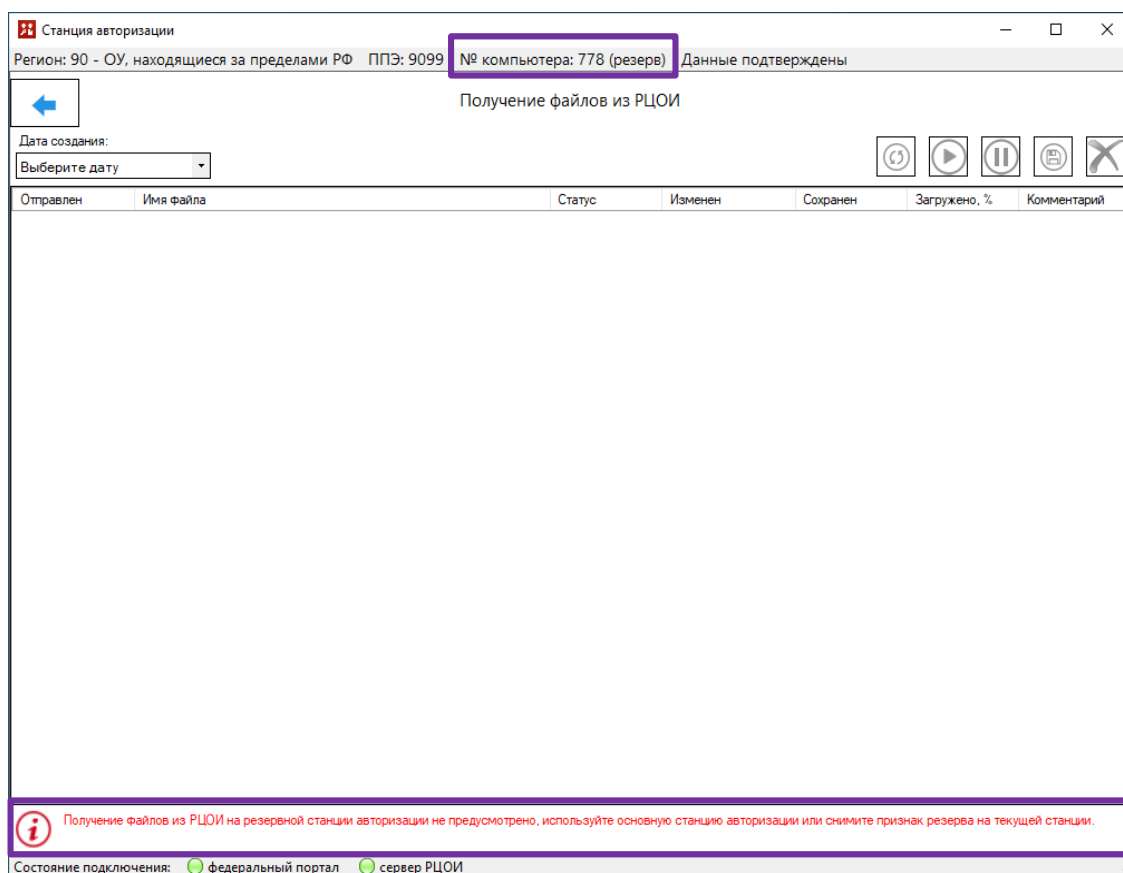 Станция авторизации
Регион: 90 - ОУ, находящиеся за пределами РФ ППЭ: 9099 № компьютера: 778 (резерв) Данные подтверждены
Получение файлов из РЦОИ
Дата создания:
Выберите дату
Отправлен Имя файла Статус Изменен Сохранен Загружено, % Комментарий
Получение файлов из РЦОИ на резервной станции авторизации не предусмотрено, используйте основную станцию авторизации или снимите признак резерва на текущей станции.
Состояние подключения: федеральный портал сервер РЦОИ